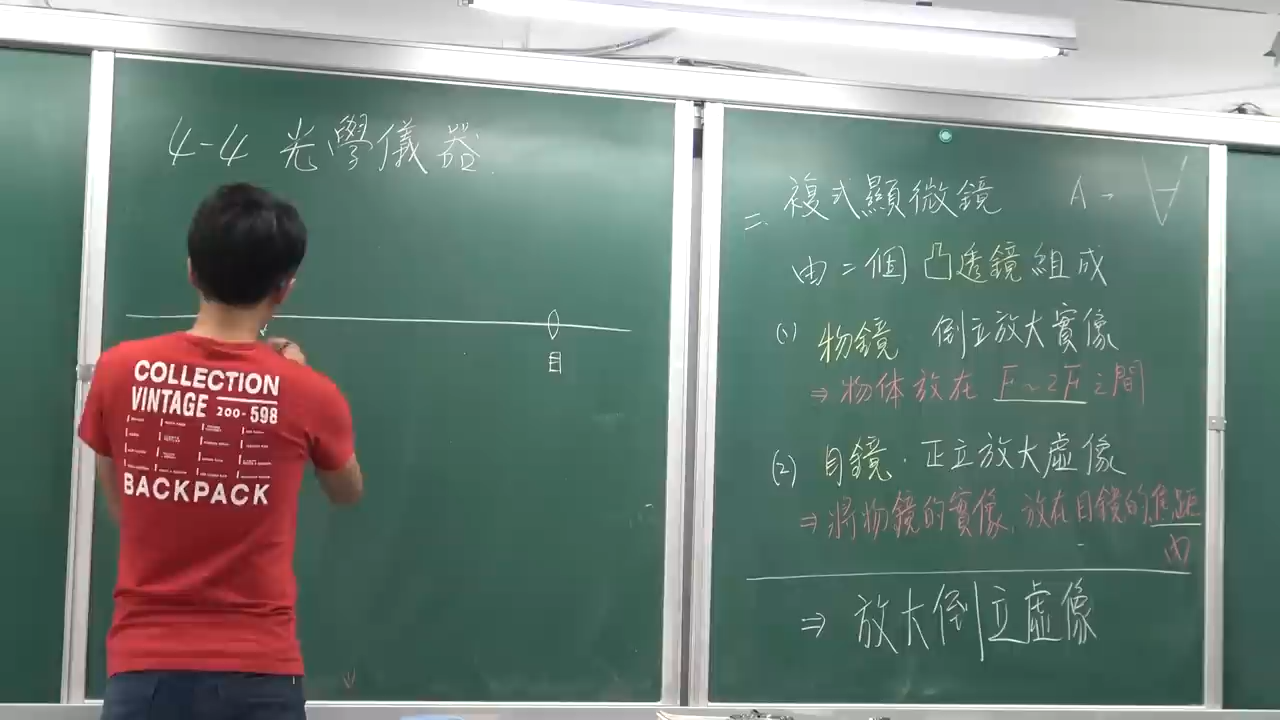 4-4 光學儀器
目
二. 複式顯微鏡 A → ∀
由二個凸透鏡組成
(1) 物鏡 倒立放大實像
⇒ 物体放在 F~2F 之間
(2) 目鏡. 正立放大虛像
⇒ 將物鏡的實像, 放在目鏡的焦距
內
⇒ 放大倒立虛像
COLLECTION
VINTAGE 200-598
BACKPACK